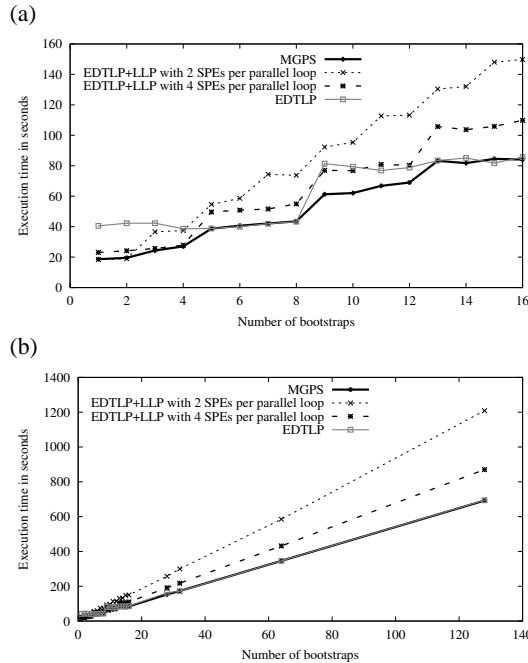 (a)
160
140
120
100
80
60
40
20
0
Execution time in seconds
MGPS
EDTLP+LLP with 2 SPEs per parallel loop
EDTLP+LLP with 4 SPEs per parallel loop
EDTLP
0 2 4 6 8 10 12 14 16
Number of bootstraps
(b)
1400
1200
1000
800
600
400
200
0
Execution time in seconds
MGPS
EDTLP+LLP with 2 SPEs per parallel loop
EDTLP+LLP with 4 SPEs per parallel loop
EDTLP
0 20 40 60 80 100 120 140
Number of bootstraps